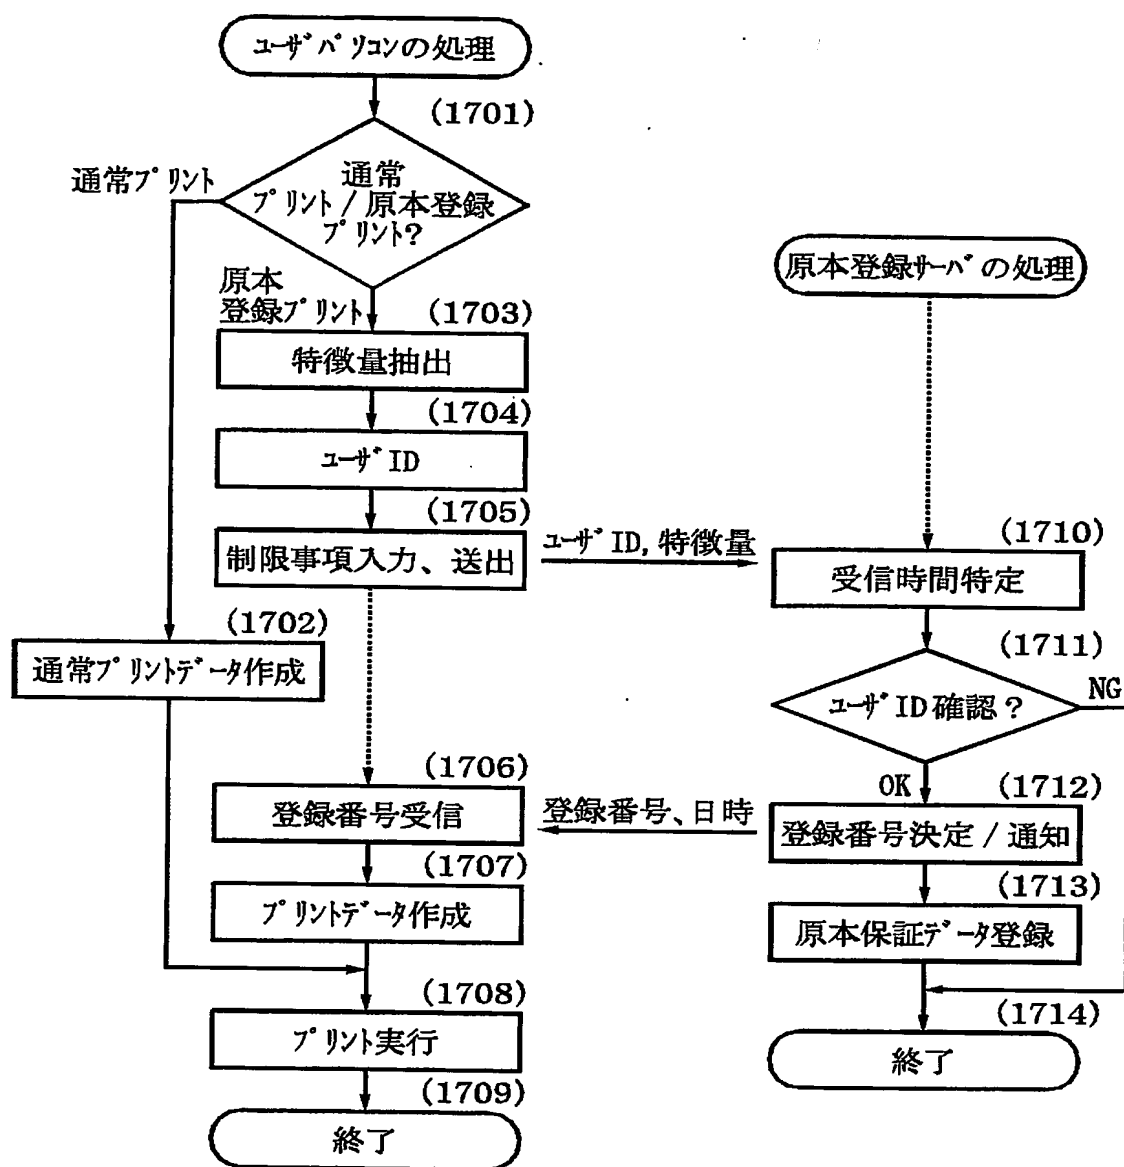 ユーザパソコンの処理
(1701)
通常プリント
通常
プリント/原本登録
プリント?
原本
登録プリント
(1703)
特徴量抽出
(1704)
ユーザID
(1705)
制限事項入力、送出
(1702)
通常プリントデータ作成
(1706)
登録番号受信
(1707)
プリントデータ作成
(1708)
プリント実行
(1709)
終了
ユーザID,特徴量
登録番号、日時
原本登録サーバの処理
(1710)
受信時間特定
(1711)
ユーザID確認?
NG
OK
(1712)
登録番号決定/通知
(1713)
原本保証データ登録
(1714)
終了